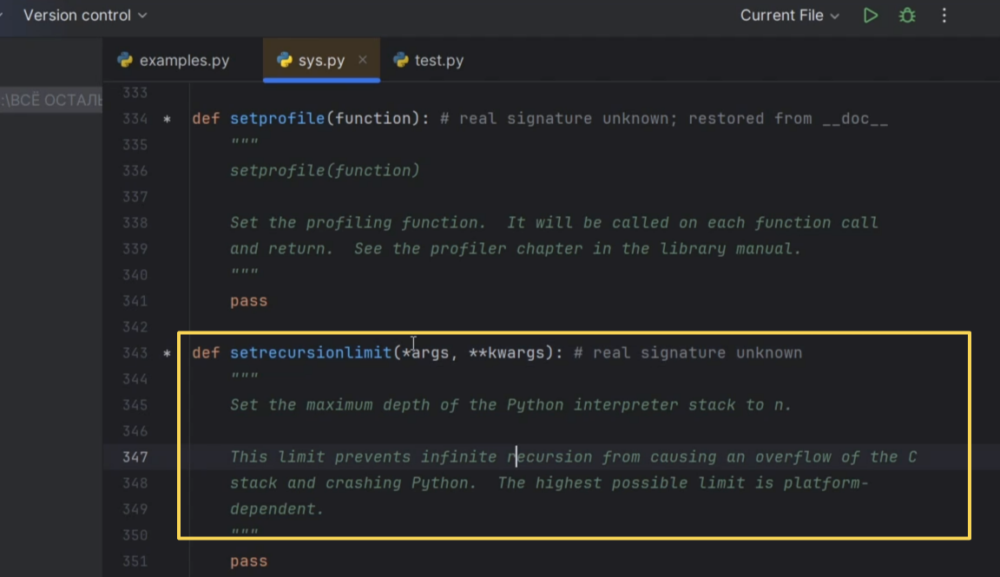 Version control
Current File
examples.py
sys.py
test.py
:\ВСЁ ОСТАЛЬ
333
334 * def setprofile(function): # real signature unknown; restored from __doc__
335 """
336 setprofile(function)
337
338 Set the profiling function.  It will be called on each function call
339 and return.  See the profiler chapter in the library manual.
340 """
341 pass
342
343 * def setrecursionlimit(*args, **kwargs): # real signature unknown
344 """
345 Set the maximum depth of the Python interpreter stack to n.
346
347 This limit prevents infinite recursion from causing an overflow of the C
348 stack and crashing Python.  The highest possible limit is platform-
349 dependent.
350 """
351 pass